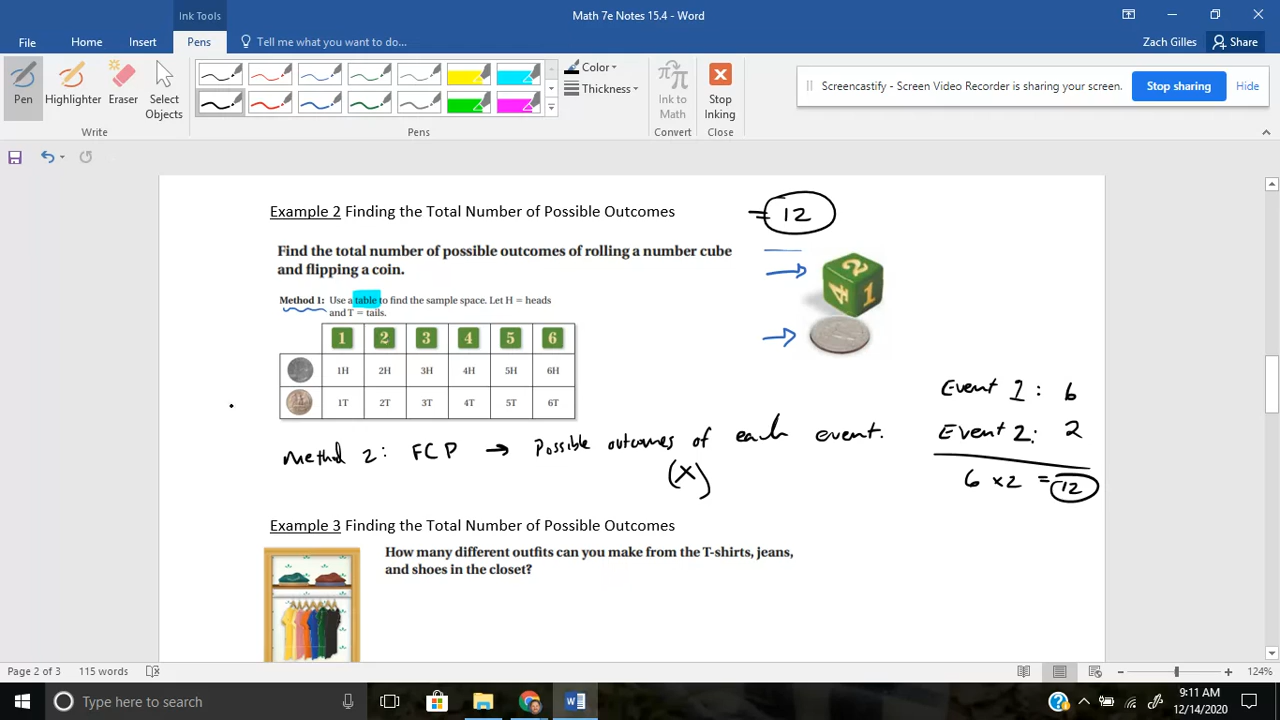 Ink Tools
Math 7e Notes 15.4 - Word
File
Home
Insert
Pens
Tell me what you want to do...
Zach Gilles
Share
Pen
Highlighter
Eraser
Select
Objects
Color
Thickness
Ink to
Math
Stop
Inking
Write
Pens
Convert
Close
Screencastify - Screen Video Recorder is sharing your screen.
Stop sharing
Hide
Example 2 Finding the Total Number of Possible Outcomes
= 12
Find the total number of possible outcomes of rolling a number cube
and flipping a coin.
Method 1: Use a table to find the sample space. Let H = heads
and T = tails.
2
4 1
1 2 3 4 5 6
1H 2H 3H 4H 5H 6H
1T 2T 3T 4T 5T 6T
Event 1: 6
Event 2: 2
6 x 2 = 12
Method 2: FCP → Possible outcomes of each event.
(X)
Example 3 Finding the Total Number of Possible Outcomes
How many different outfits can you make from the T-shirts, jeans,
and shoes in the closet?
Page 2 of 3
115 words
124%
Type here to search
9:11 AM
12/14/2020